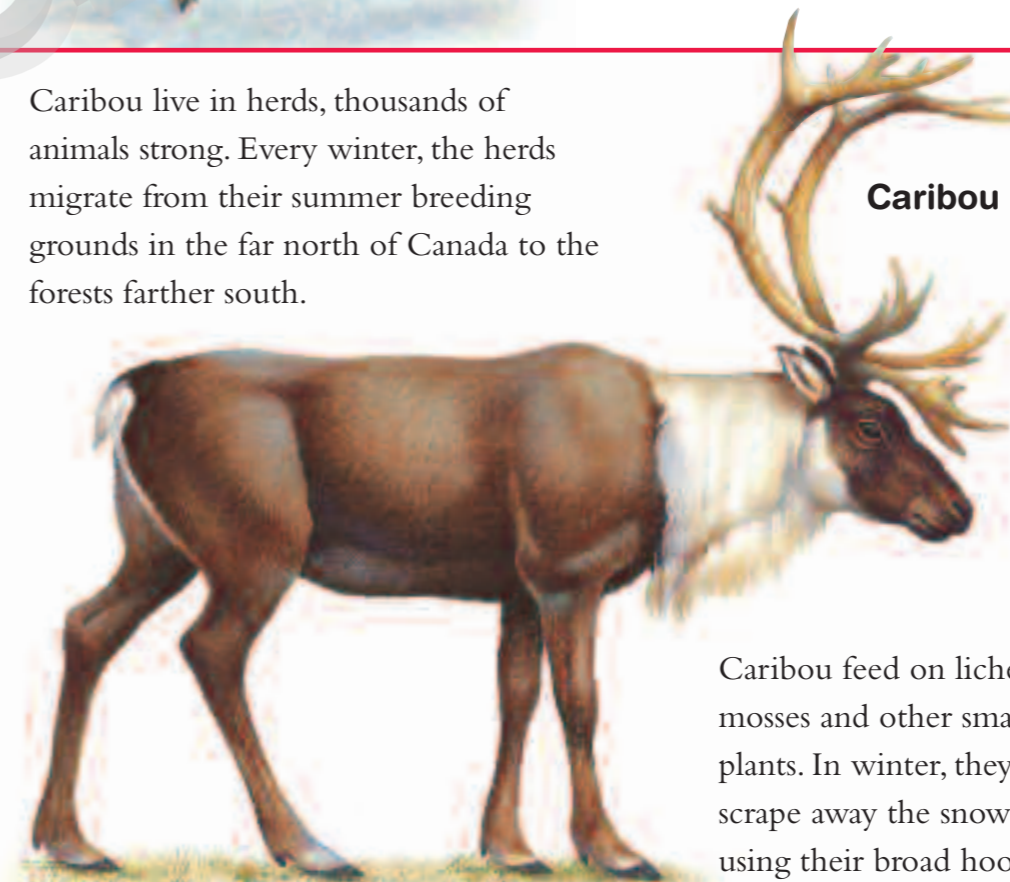 Caribou live in herds, thousands of
animals strong. Every winter, the herds
migrate from their summer breeding
grounds in the far north of Canada to the
forests farther south.
Caribou
Caribou feed on
mosses and other
plants. In winter, they
scrape away the snow
using their broad